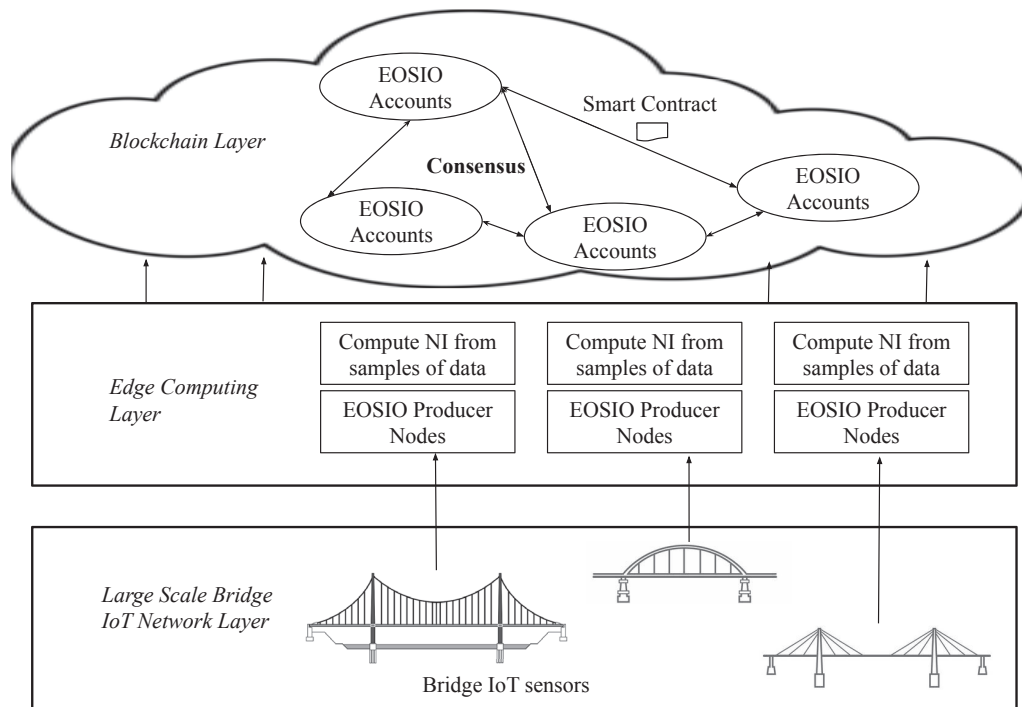 EOSIO
Accounts
Smart Contract
Blockchain Layer
Consensus
EOSIO
Accounts
EOSIO
Accounts
EOSIO
Accounts
Edge Computing
Layer
Compute NI from
samples of data
EOSIO Producer
Nodes
Compute NI from
samples of data
EOSIO Producer
Nodes
Compute NI from
samples of data
EOSIO Producer
Nodes
Large Scale Bridge
IoT Network Layer
Bridge IoT sensors